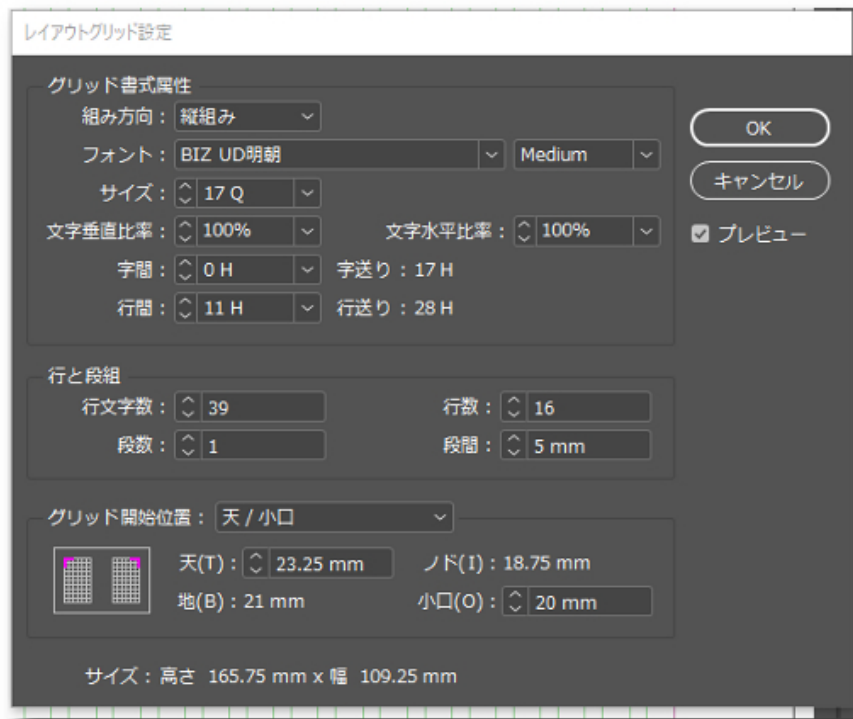 レイアウトグリッド設定
グリッド書式属性
組み方向：縦組み
フォント：BIZ UD明朝 Medium
サイズ：17 Q
文字垂直比率：100% 文字水平比率：100%
字間：0 H 字送り：17 H
行間：11 H 行送り：28 H
OK
キャンセル
プレビュー
行と段組
行文字数：39 行数：16
段数：1 段間：5 mm
グリッド開始位置：天 / 小口
天(T)：23.25 mm ノド(I)：18.75 mm
地(B)：21 mm 小口(O)：20 mm
サイズ：高さ 165.75 mm x 幅 109.25 mm